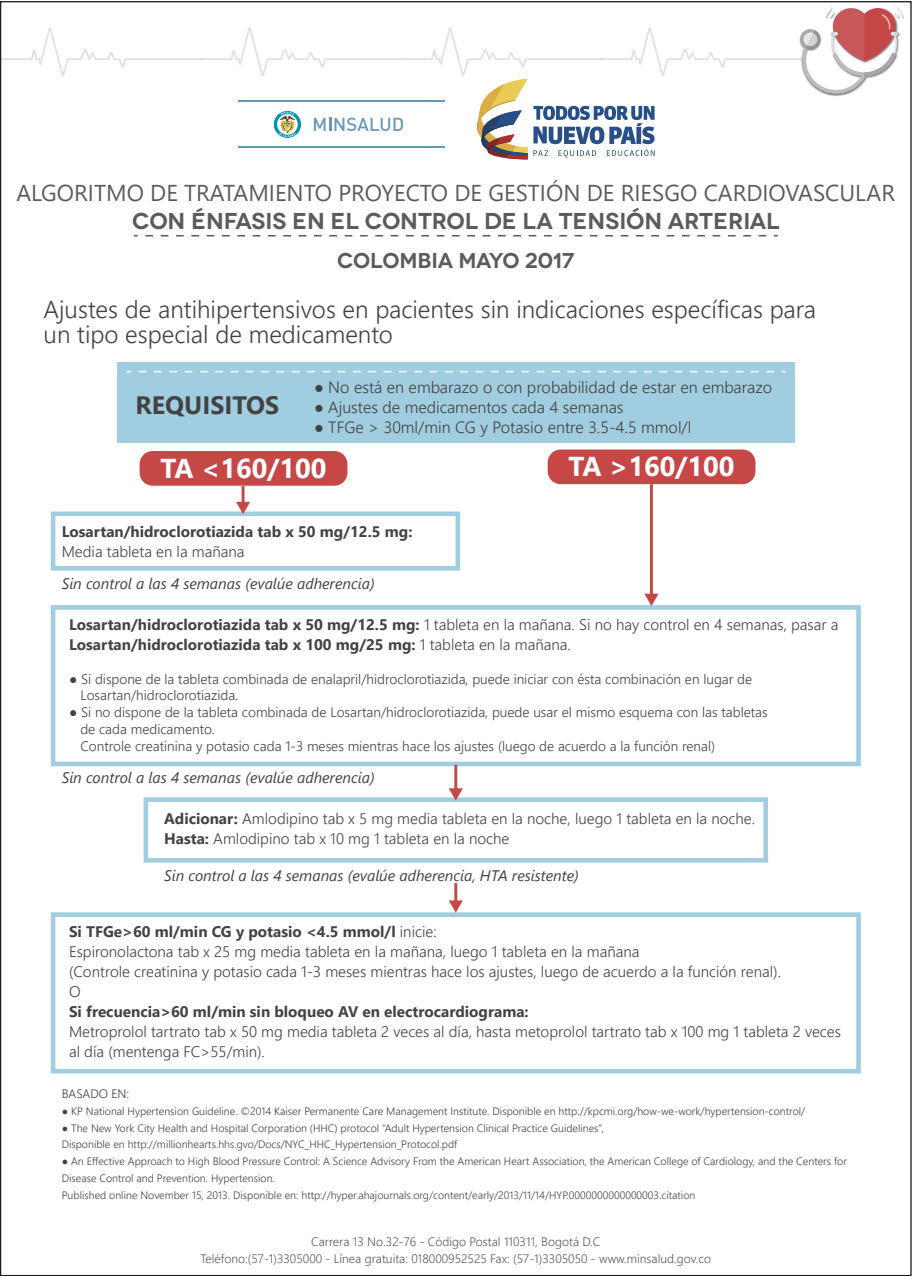 MINSALUD
TODOS POR UN
NUEVO PAÍS
PAZ EQUIDAD EDUCACIÓN
ALGORITMO DE TRATAMIENTO PROYECTO DE GESTIÓN DE RIESGO CARDIOVASCULAR
CON ÉNFASIS EN EL CONTROL DE LA TENSIÓN ARTERIAL
COLOMBIA MAYO 2017
Ajustes de antihipertensivos en pacientes sin indicaciones específicas para
un tipo especial de medicamento
REQUISITOS
● No está en embarazo o con probabilidad de estar en embarazo
● Ajustes de medicamentos cada 4 semanas
● TFGe > 30ml/min CG y Potasio entre 3.5-4.5 mmol/l
TA <160/100
TA >160/100
Losartan/hidroclorotiazida tab x 50 mg/12.5 mg:
Media tableta en la mañana
Sin control a las 4 semanas (evalúe adherencia)
Losartan/hidroclorotiazida tab x 50 mg/12.5 mg: 1 tableta en la mañana. Si no hay control en 4 semanas, pasar a
Losartan/hidroclorotiazida tab x 100 mg/25 mg: 1 tableta en la mañana.
● Si dispone de la tableta combinada de enalapril/hidroclorotiazida, puede iniciar con ésta combinación en lugar de
Losartan/hidroclorotiazida.
● Si no dispone de la tableta combinada de Losartan/hidroclorotiazida, puede usar el mismo esquema con las tabletas
de cada medicamento.
Controle creatinina y potasio cada 1-3 meses mientras hace los ajustes (luego de acuerdo a la función renal)
Sin control a las 4 semanas (evalúe adherencia)
Adicionar: Amlodipino tab x 5 mg media tableta en la noche, luego 1 tableta en la noche.
Hasta: Amlodipino tab x 10 mg 1 tableta en la noche
Sin control a las 4 semanas (evalúe adherencia, HTA resistente)
Si TFGe>60 ml/min CG y potasio <4.5 mmol/l inicie:
Espironolactona tab x 25 mg media tableta en la mañana, luego 1 tableta en la mañana
(Controle creatinina y potasio cada 1-3 meses mientras hace los ajustes, luego de acuerdo a la función renal).
O
Si frecuencia>60 ml/min sin bloqueo AV en electrocardiograma:
Metroprolol tartrato tab x 50 mg media tableta 2 veces al día, hasta metoprolol tartrato tab x 100 mg 1 tableta 2 veces
al día (mentenga FC>55/min).
BASADO EN:
● KP National Hypertension Guideline. ©2014 Kaiser Permanente Care Management Institute. Disponible en http://kpcmi.org/how-we-work/hypertension-control/
● The New York City Health and Hospital Corporation (HHC) protocol "Adult Hypertension Clinical Practice Guidelines",
Disponible en http://millionhearts.hhs.gvo/Docs/NYC_HHC_Hypertension_Protocol.pdf
● An Effective Approach to High Blood Pressure Control: A Science Advisory From the American Heart Association, the American College of Cardiology, and the Centers for
Disease Control and Prevention. Hypertension.
Published online November 15, 2013. Disponible en: http://hyper.ahajournals.org/content/early/2013/11/14/HYP.0000000000000003.citation
Carrera 13 No.32-76 - Código Postal 110311, Bogotá D.C
Teléfono:(57-1)3305000 - Línea gratuita: 018000952525 Fax: (57-1)3305050 - www.minsalud.gov.co